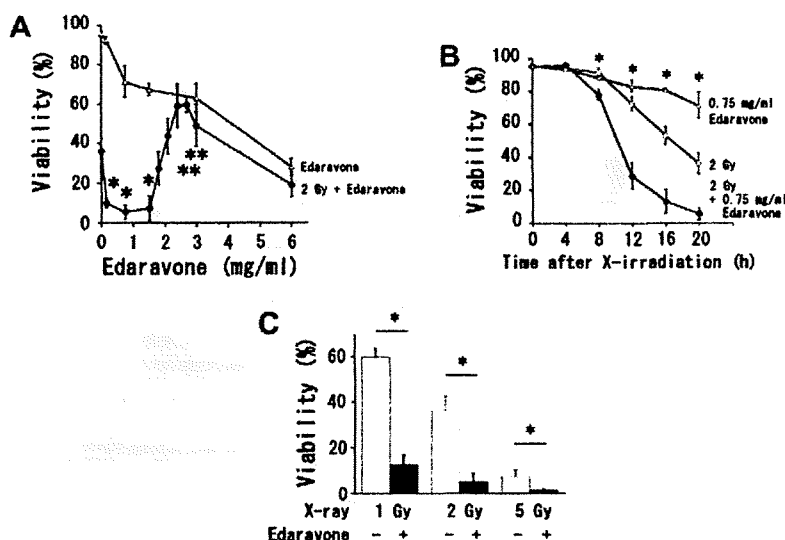 A
Viability (%)
100
80
60
40
20
0
* * *
** **
Edaravone
2 Gy + Edaravone
0 1 2 3 4 5 6
Edaravone (mg/ml)
B
Viability (%)
100
80
60
40
20
0
* * * *
0.75 mg/ml
Edaravone
2 Gy
2 Gy
+ 0.75 mg/ml
Edaravone
0 4 8 12 16 20
Time after X-irradiation (h)
C
Viability (%)
60
40
20
0
* * *
X-ray 1 Gy 2 Gy 5 Gy
Edaravone - + - + - +